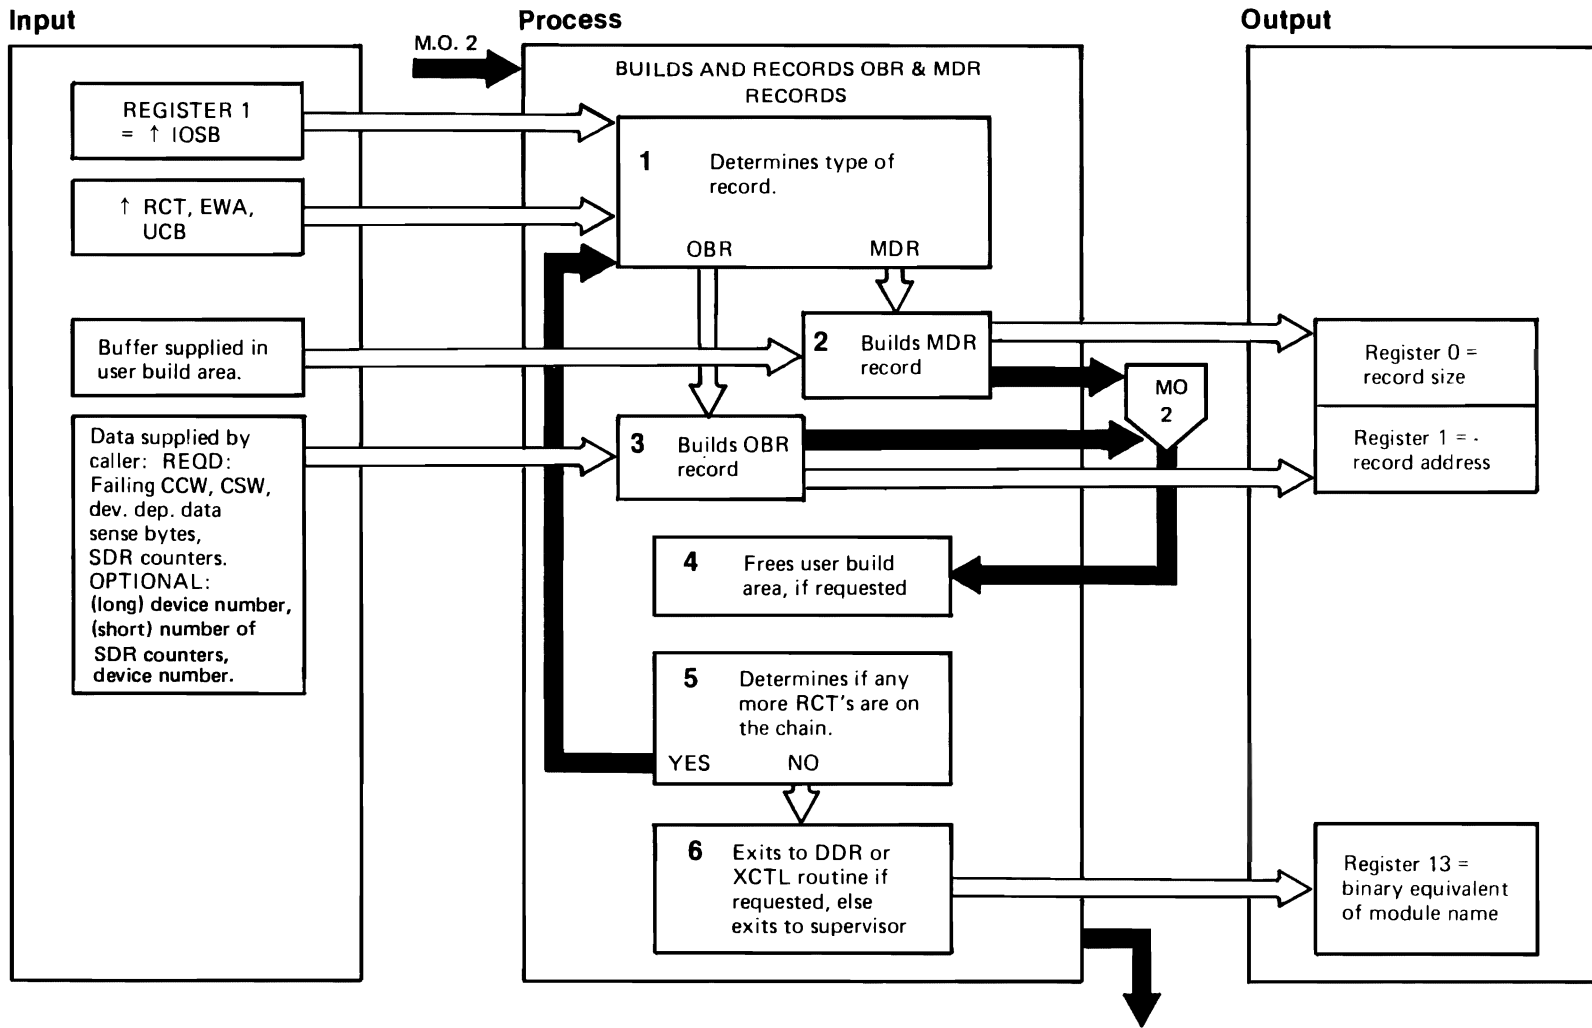 Input
Process
Output
M.O. 2
BUILDS AND RECORDS OBR & MDR
RECORDS
REGISTER 1
= ↑ IOSB
↑ RCT, EWA,
UCB
Buffer supplied in
user build area.
Data supplied by
caller: REQD:
Failing CCW, CSW,
dev. dep. data
sense bytes,
SDR counters.
OPTIONAL:
(long) device number,
(short) number of
SDR counters,
device number.
1 Determines type of
record.
OBR MDR
2 Builds MDR
record
3 Builds OBR
record
MO
2
4 Frees user build
area, if requested
5 Determines if any
more RCT's are on
the chain.
YES NO
6 Exits to DDR or
XCTL routine if
requested, else
exits to supervisor
Register 0 =
record size
Register 1 =
record address
Register 13 =
binary equivalent
of module name